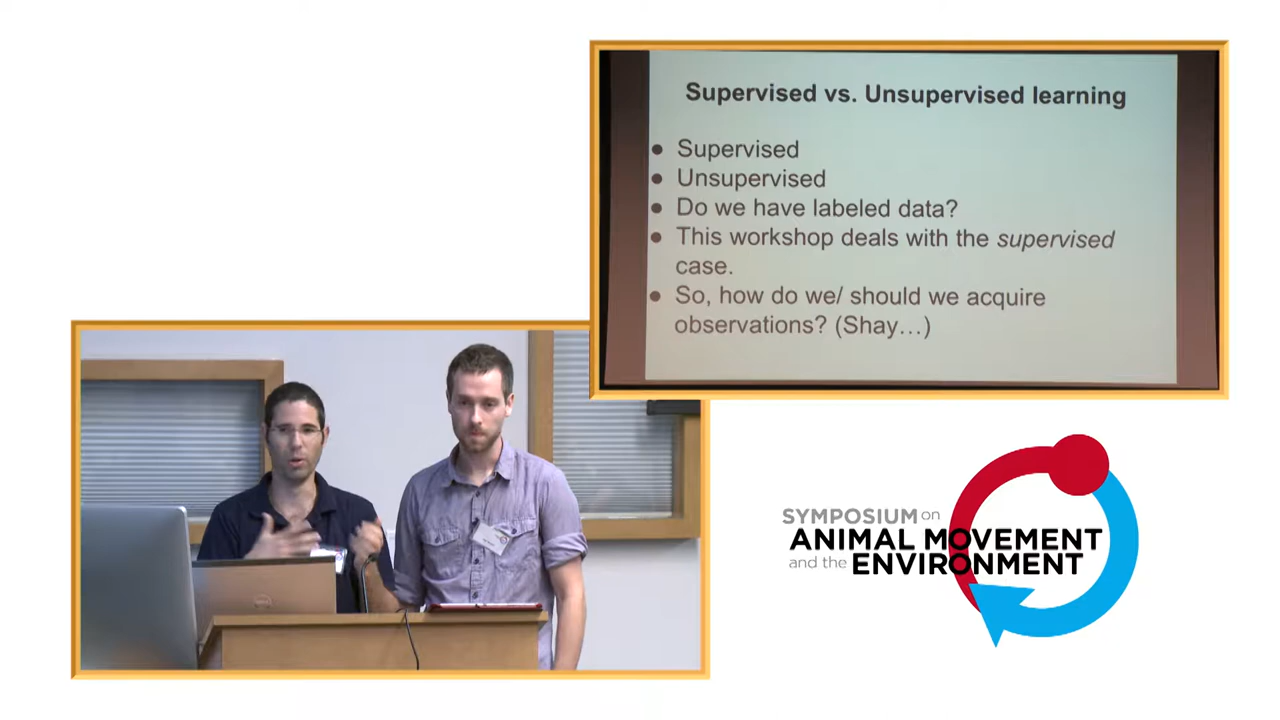 Supervised vs. Unsupervised learning
● Supervised
● Unsupervised
● Do we have labeled data?
● This workshop deals with the supervised
case.
● So, how do we/ should we acquire
observations? (Shay…)
SYMPOSIUM on
ANIMAL MOVEMENT
and the ENVIRONMENT
DELL